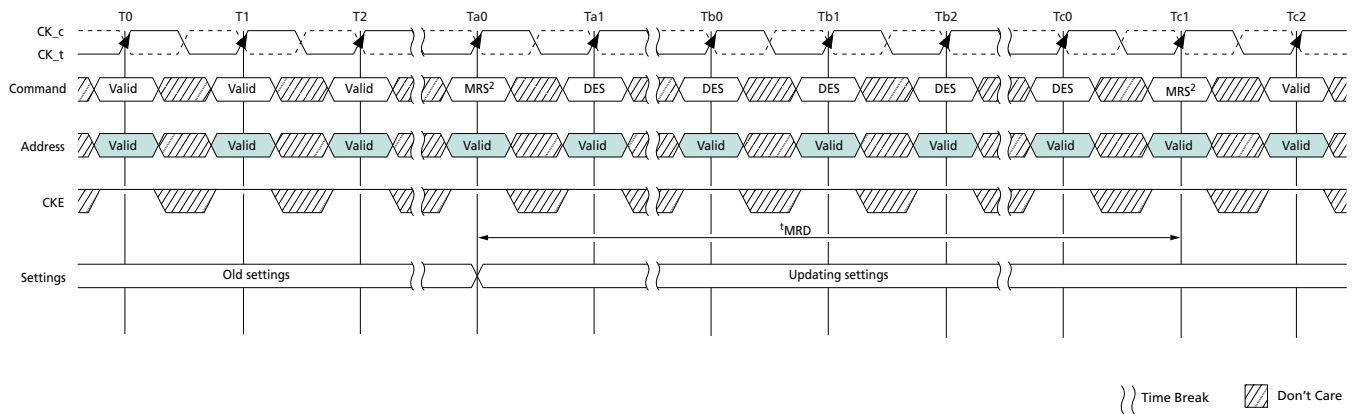 T0 T1 T2 Ta0 Ta1 Tb0 Tb1 Tb2 Tc0 Tc1 Tc2
CK_c
CK_t
Command Valid Valid Valid MRS² DES DES DES DES DES MRS² Valid
Address Valid Valid Valid Valid Valid Valid Valid Valid Valid Valid Valid
CKE
tMRD
Settings Old settings Updating settings
Time Break Don't Care